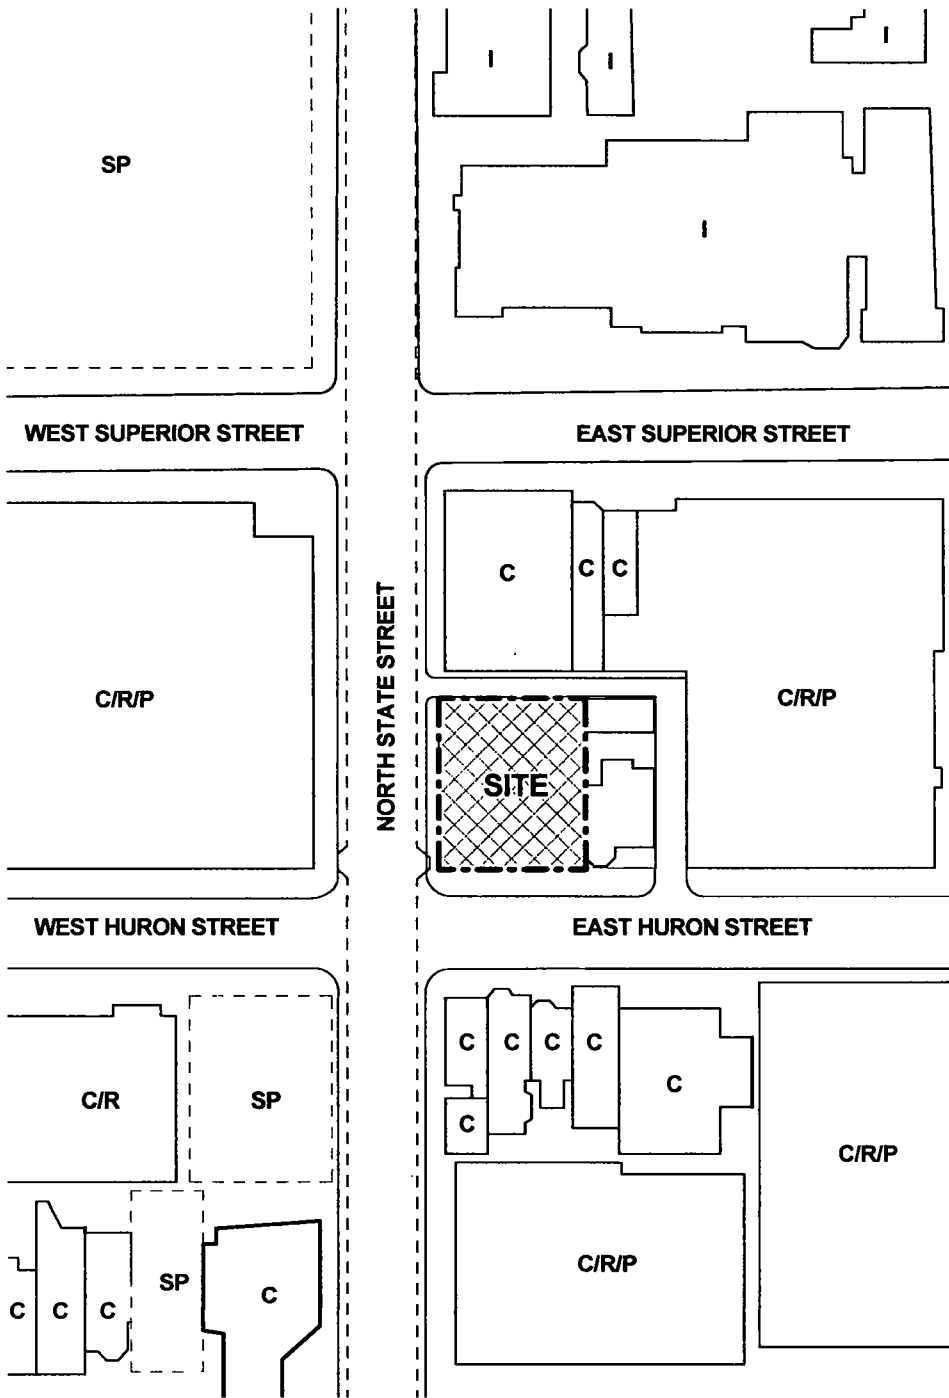 I
I
I
SP
I
WEST SUPERIOR STREET
EAST SUPERIOR STREET
C
C
C
NORTH STATE STREET
C/R/P
C/R/P
SITE
WEST HURON STREET
EAST HURON STREET
C
C
C
C
C
C/R
SP
C
C/R/P
C/R/P
SP
C
C
C
C